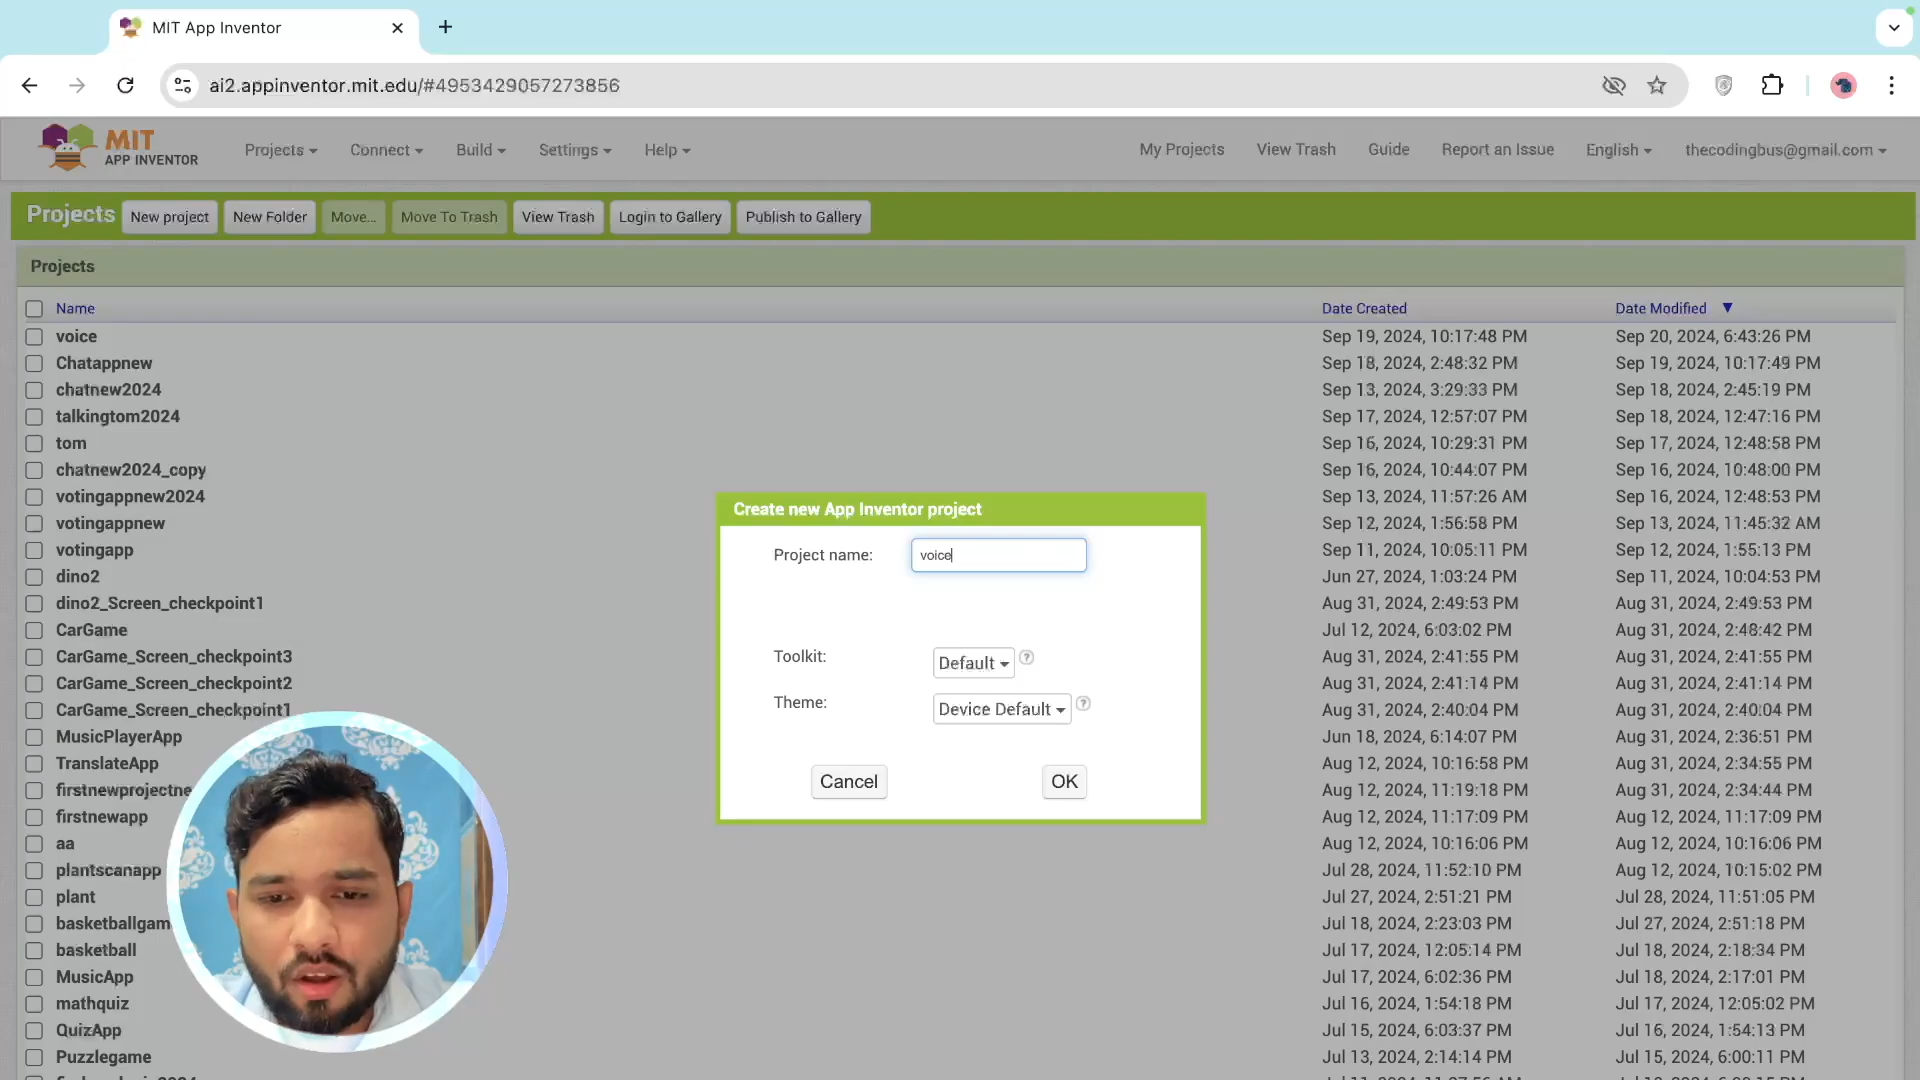 MIT App Inventor
ai2.appinventor.mit.edu/#4953429057273856
MIT
APP INVENTOR
Projects
Connect
Build
Settings
Help
My Projects
View Trash
Guide
Report an Issue
English
thecodingbus@gmail.com
Projects
New project
New Folder
Move...
Move To Trash
View Trash
Login to Gallery
Publish to Gallery
Projects
Name Date Created Date Modified
voice Sep 19, 2024, 10:17:48 PM Sep 20, 2024, 6:43:26 PM
Chatappnew Sep 18, 2024, 2:48:32 PM Sep 19, 2024, 10:17:49 PM
chatnew2024 Sep 13, 2024, 3:29:33 PM Sep 18, 2024, 2:45:19 PM
talkingtom2024 Sep 17, 2024, 12:57:07 PM Sep 18, 2024, 12:47:16 PM
tom Sep 16, 2024, 10:29:31 PM Sep 17, 2024, 12:48:58 PM
chatnew2024_copy Sep 16, 2024, 10:44:07 PM Sep 16, 2024, 10:48:00 PM
votingappnew2024 Sep 13, 2024, 11:57:26 AM Sep 16, 2024, 12:48:53 PM
votingappnew Sep 12, 2024, 1:56:58 PM Sep 13, 2024, 11:45:32 AM
votingapp Sep 11, 2024, 10:05:11 PM Sep 12, 2024, 1:55:13 PM
dino2 Jun 27, 2024, 1:03:24 PM Sep 11, 2024, 10:04:53 PM
dino2_Screen_checkpoint1 Aug 31, 2024, 2:49:53 PM Aug 31, 2024, 2:49:53 PM
CarGame Jul 12, 2024, 6:03:02 PM Aug 31, 2024, 2:48:42 PM
CarGame_Screen_checkpoint3 Aug 31, 2024, 2:41:55 PM Aug 31, 2024, 2:41:55 PM
CarGame_Screen_checkpoint2 Aug 31, 2024, 2:41:14 PM Aug 31, 2024, 2:41:14 PM
CarGame_Screen_checkpoint1 Aug 31, 2024, 2:40:04 PM Aug 31, 2024, 2:40:04 PM
MusicPlayerApp Jun 18, 2024, 6:14:07 PM Aug 31, 2024, 2:36:51 PM
TranslateApp Aug 12, 2024, 10:16:58 PM Aug 31, 2024, 2:34:55 PM
firstnewprojectne Aug 12, 2024, 11:19:18 PM Aug 31, 2024, 2:34:44 PM
firstnewapp Aug 12, 2024, 11:17:09 PM Aug 12, 2024, 11:17:09 PM
aa Aug 12, 2024, 10:16:06 PM Aug 12, 2024, 10:16:06 PM
plantscanapp Jul 28, 2024, 11:52:10 PM Aug 12, 2024, 10:15:02 PM
plant Jul 27, 2024, 2:51:21 PM Jul 28, 2024, 11:51:05 PM
basketballgam Jul 18, 2024, 2:23:03 PM Jul 27, 2024, 2:51:18 PM
basketball Jul 17, 2024, 12:05:14 PM Jul 18, 2024, 2:18:34 PM
MusicApp Jul 17, 2024, 6:02:36 PM Jul 18, 2024, 2:17:01 PM
mathquiz Jul 16, 2024, 1:54:18 PM Jul 17, 2024, 12:05:02 PM
QuizApp Jul 15, 2024, 6:03:37 PM Jul 16, 2024, 1:54:13 PM
Puzzlegame Jul 13, 2024, 2:14:14 PM Jul 15, 2024, 6:00:11 PM
Create new App Inventor project
Project name: voice
Toolkit: Default
Theme: Device Default
Cancel
OK